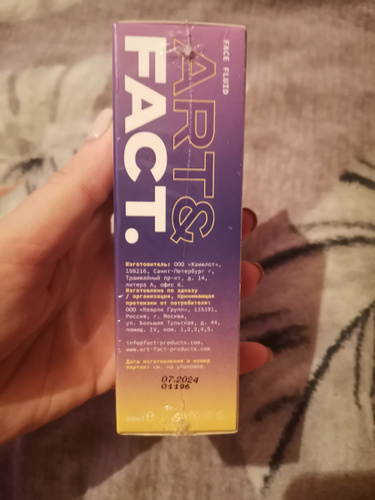 FACE FLUID
ART&
FACT.
Изготовитель: ООО «Камелот»,
198216, Санкт-Петербург г,
Трамвайный пр-кт, д. 14,
литера А, офис 6.
Изготовлено по заказу
/ организация, принимающая
претензии от потребителя:
ООО «Кеарли Групп», 115191,
Россия, г. Москва,
ул. Большая Тульская, д. 44,
помещ. IV, ком. 1,2,3,4,5.
info@fact-products.com,
www.art-fact-products.com
Дата изготовления и номер
партии: см. на упаковке.
07.2024
01196